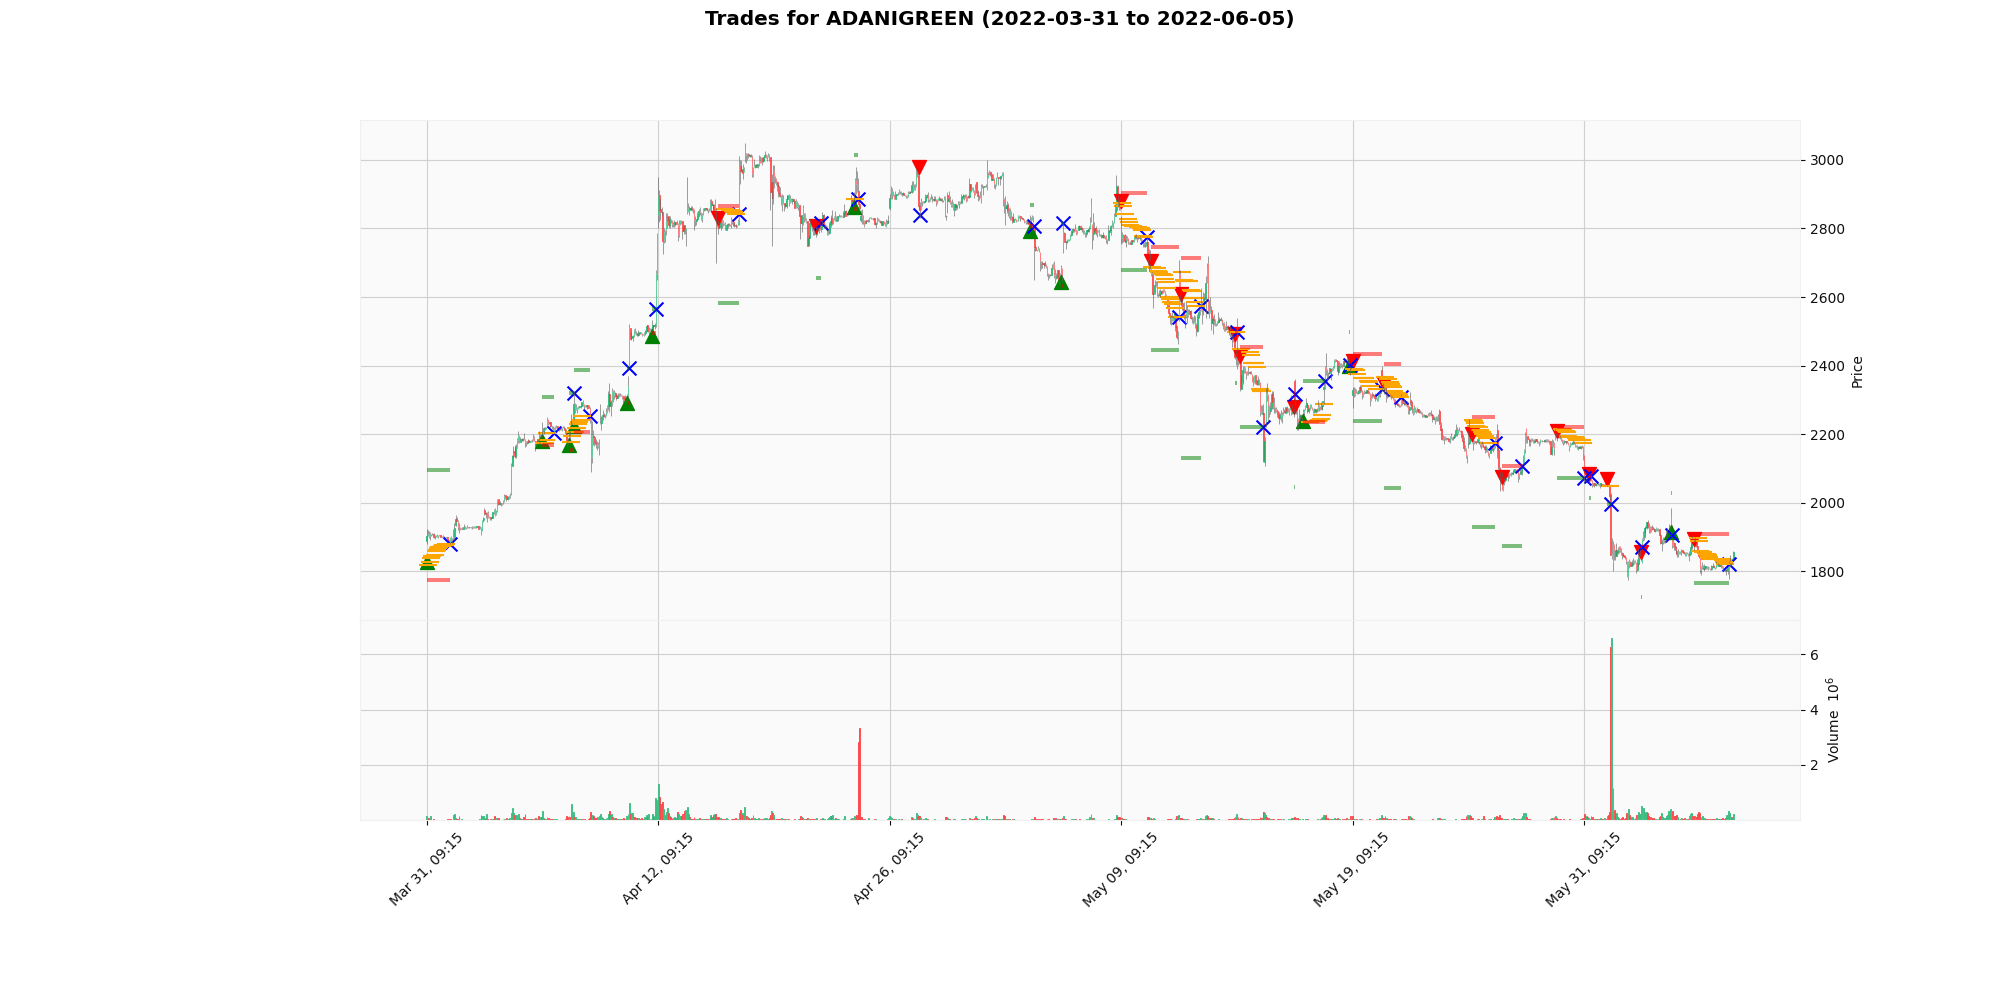 Trades for ADANIGREEN (2022-03-31 to 2022-06-05)
3000
2800
2600
2400
2200
2000
1800
Price
6
4
2
Volume 10^6
Mar 31, 09:15
Apr 12, 09:15
Apr 26, 09:15
May 09, 09:15
May 19, 09:15
May 31, 09:15